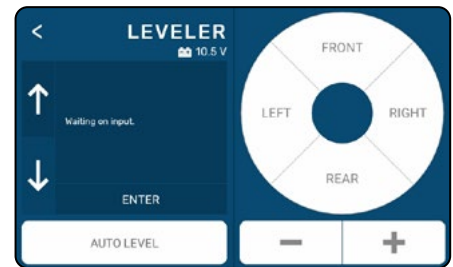 < LEVELER
10.5 V
↑
Waiting on input.
↓
ENTER
AUTO LEVEL
FRONT
LEFT
RIGHT
REAR
− +